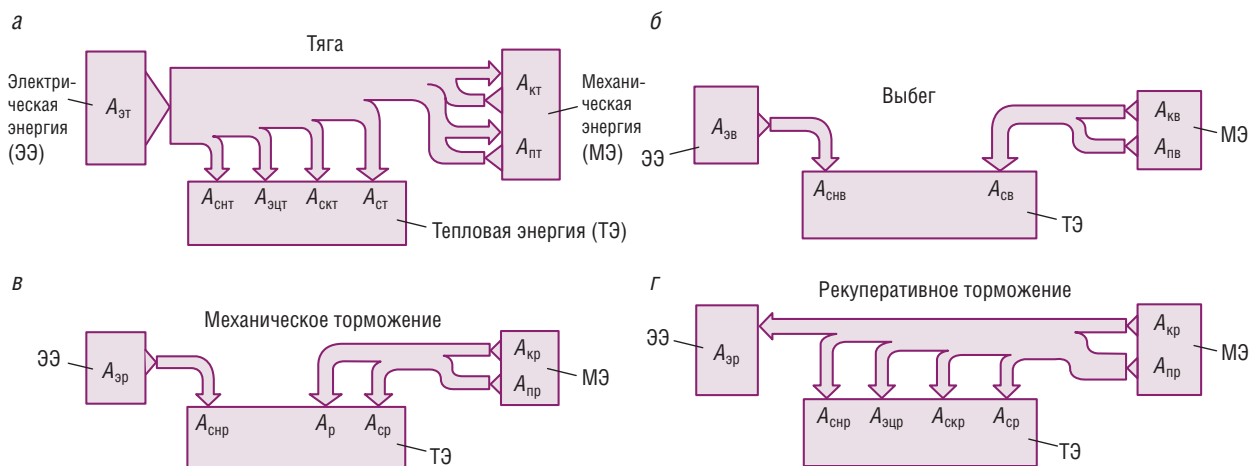 а
Тяга
Электри-
ческая
энергия
(ЭЭ)
Aэт
Aкт
Aпт
Механи-
ческая
энергия
(МЭ)
Aснт
Aэцт
Aскт
Aст
Тепловая энергия (ТЭ)
б
Выбег
Aэв
ЭЭ
Aкв
Aпв
МЭ
Aснв
Aсв
ТЭ
в
Механическое торможение
ЭЭ
Aэр
Aкр
Aпр
МЭ
Aснр
Aр
Aср
ТЭ
г
Рекуперативное торможение
ЭЭ
Aэр
Aкр
Aпр
МЭ
Aснр
Aэцр
Aскр
Aср
ТЭ